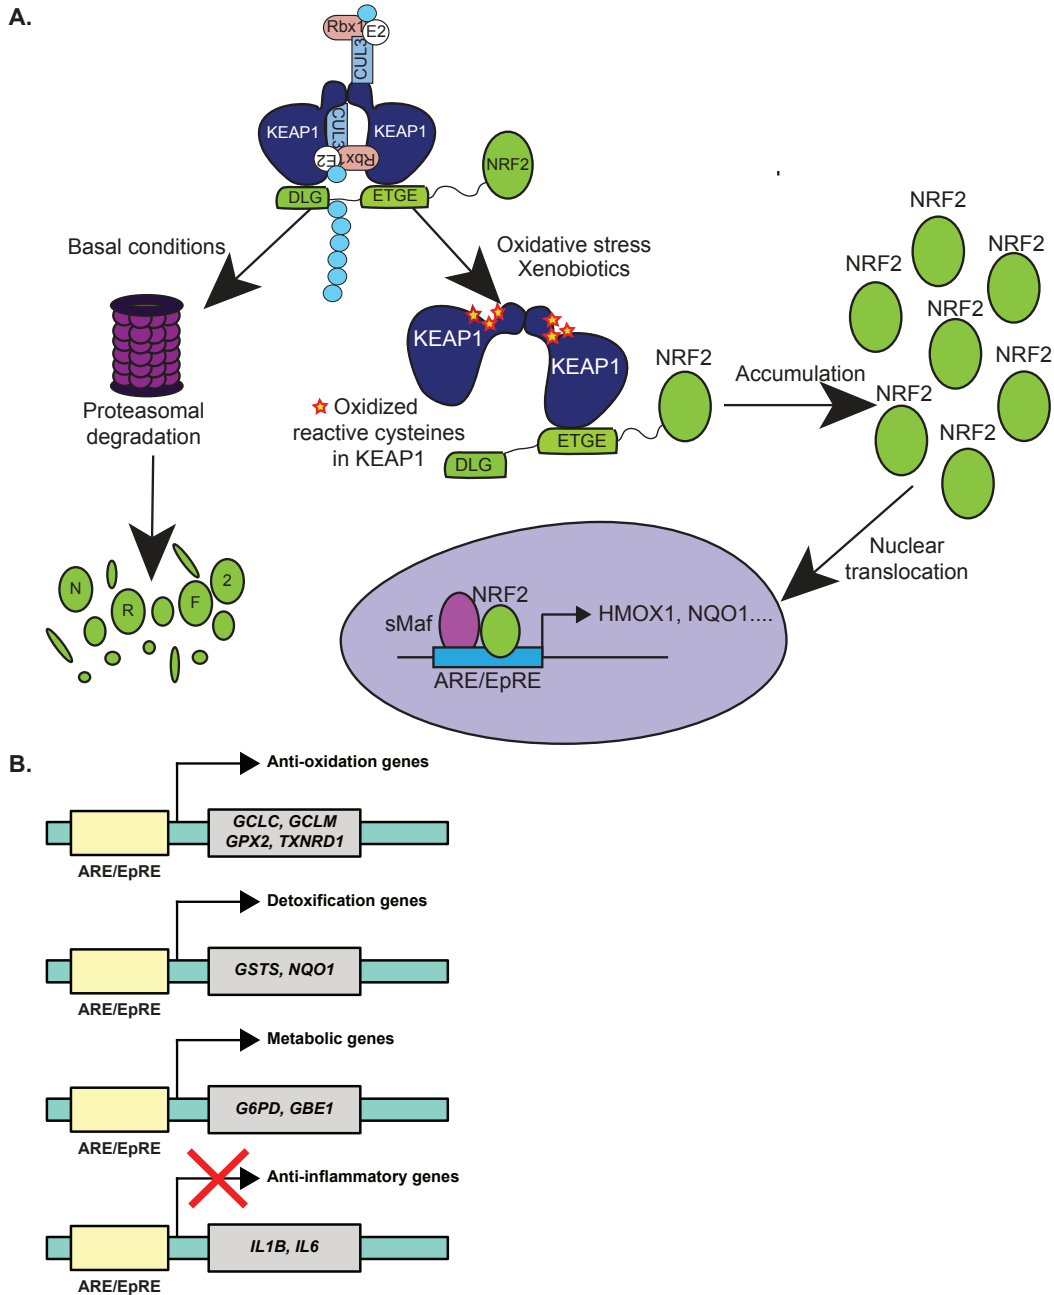 A.
Rbx1
E2
CUL3
KEAP1
CUL3
KEAP1
E2
Rbx1
DLG
ETGE
NRF2
Basal conditions
Oxidative stress
Xenobiotics
Proteasomal
degradation
KEAP1
KEAP1
Oxidized
reactive cysteines
in KEAP1
DLG
ETGE
NRF2
Accumulation
NRF2
NRF2
NRF2
NRF2
NRF2
NRF2
NRF2
Nuclear
translocation
N
R
F
2
sMaf
NRF2
HMOX1, NQO1....
ARE/EpRE
B.
Anti-oxidation genes
GCLC, GCLM
GPX2, TXNRD1
ARE/EpRE
Detoxification genes
GSTS, NQO1
ARE/EpRE
Metabolic genes
G6PD, GBE1
ARE/EpRE
Anti-inflammatory genes
IL1B, IL6
ARE/EpRE